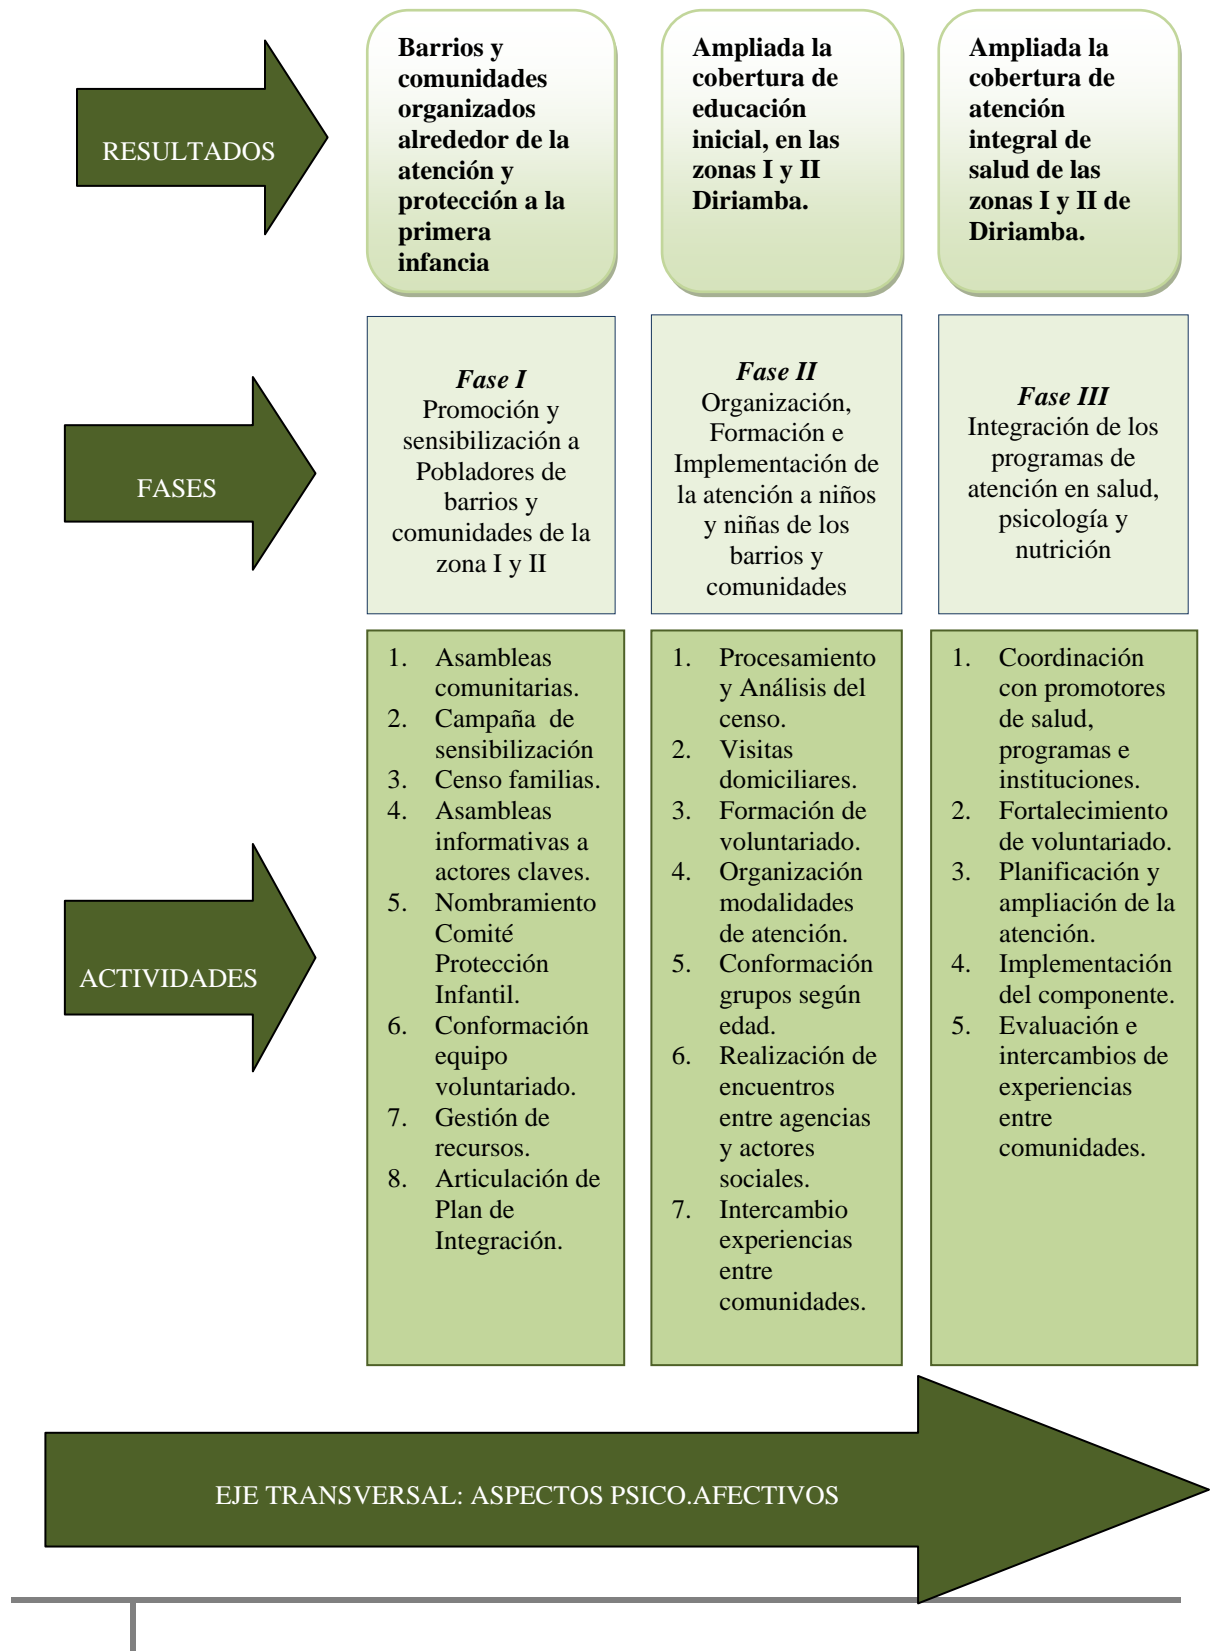 RESULTADOS
Barrios y
comunidades
organizados
alrededor de la
atención y
protección a la
primera
infancia
Ampliada la
cobertura de
educación
inicial, en las
zonas I y II
Diriamba.
Ampliada la
cobertura de
atención
integral de
salud de las
zonas I y II de
Diriamba.
FASES
Fase I
Promoción y
sensibilización a
Pobladores de
barrios y
comunidades de la
zona I y II
Fase II
Organización,
Formación e
Implementación de
la atención a niños
y niñas de los
barrios y
comunidades
Fase III
Integración de los
programas de
atención en salud,
psicología y
nutrición
ACTIVIDADES
1. Asambleas
comunitarias.
2. Campaña de
sensibilización
3. Censo familias.
4. Asambleas
informativas a
actores claves.
5. Nombramiento
Comité
Protección
Infantil.
6. Conformación
equipo
voluntariado.
7. Gestión de
recursos.
8. Articulación de
Plan de
Integración.
1. Procesamiento
y Análisis del
censo.
2. Visitas
domiciliares.
3. Formación de
voluntariado.
4. Organización
modalidades
de atención.
5. Conformación
grupos según
edad.
6. Realización de
encuentros
entre agencias
y actores
sociales.
7. Intercambio
experiencias
entre
comunidades.
1. Coordinación
con promotores
de salud,
programas e
instituciones.
2. Fortalecimiento
de voluntariado.
3. Planificación y
ampliación de la
atención.
4. Implementación
del componente.
5. Evaluación e
intercambios de
experiencias
entre
comunidades.
EJE TRANSVERSAL: ASPECTOS PSICO.AFECTIVOS